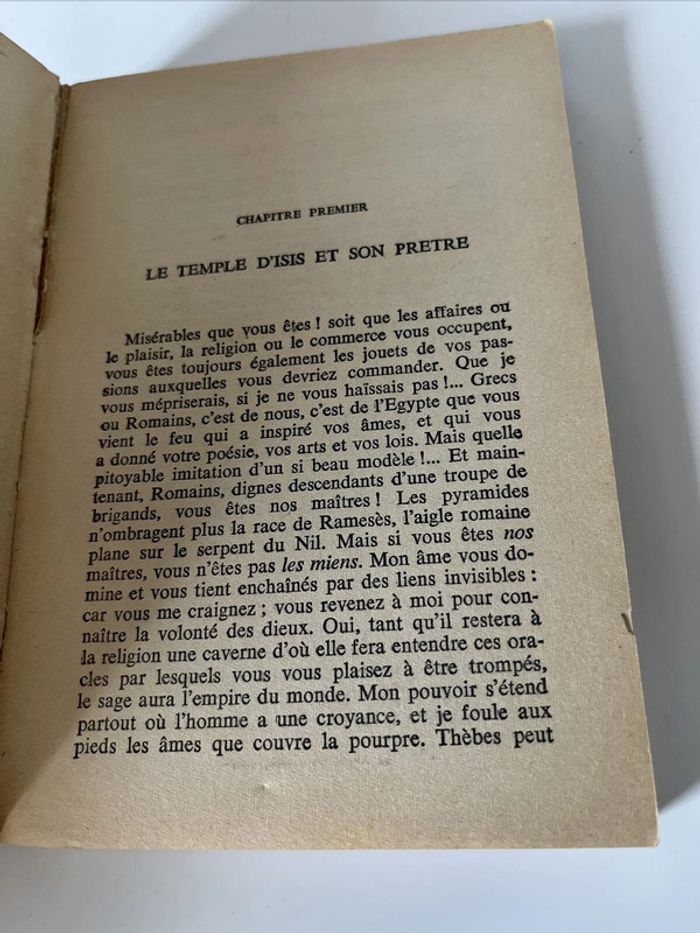 CHAPITRE PREMIER
LE TEMPLE D'ISIS ET SON PRETRE
Misérables que vous êtes ! soit que les affaires ou
le plaisir, la religion ou le commerce vous occupent,
vous êtes toujours également les jouets de vos pas-
sions auxquelles vous devriez commander. Que je
vous mépriserais, si je ne vous haïssais pas !... Grecs
ou Romains, c'est de nous, c'est de l'Egypte que vous
vient le feu qui a inspiré vos âmes, et qui vous
a donné votre poésie, vos arts et vos lois. Mais quelle
pitoyable imitation d'un si beau modèle !... Et main-
tenant, Romains, dignes descendants d'une troupe de
brigands, vous êtes nos maîtres ! Les pyramides
n'ombragent plus la race de Ramesès, l'aigle romaine
plane sur le serpent du Nil. Mais si vous êtes nos
maîtres, vous n'êtes pas les miens. Mon âme vous do-
mine et vous tient enchaînés par des liens invisibles :
car vous me craignez ; vous revenez à moi pour con-
naître la volonté des dieux. Oui, tant qu'il restera à
la religion une caverne d'où elle fera entendre ces ora-
cles par lesquels vous vous plaisez à être trompés,
le sage aura l'empire du monde. Mon pouvoir s'étend
partout où l'homme a une croyance, et je foule aux
pieds les âmes que couvre la pourpre. Thèbes peut